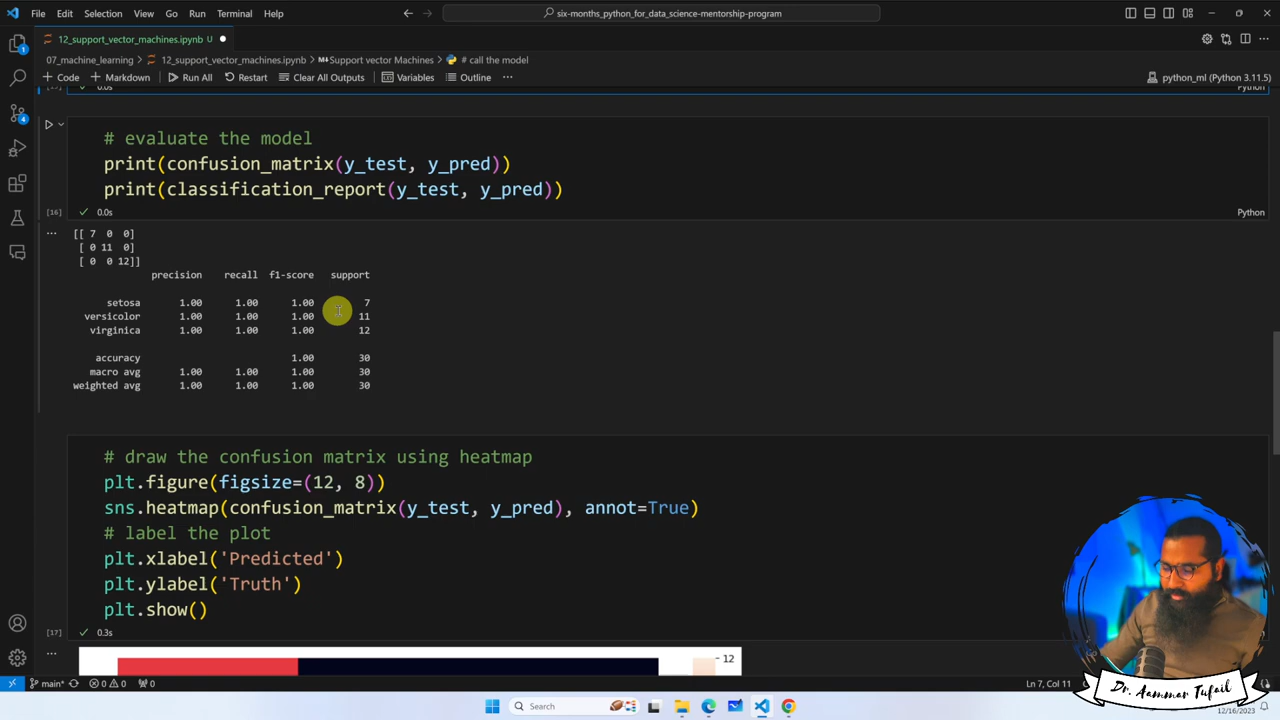 File Edit Selection View Go Run Terminal Help
six-months_python_for_data_science-mentorship-program
12_support_vector_machines.ipynb U
07_machine_learning > 12_support_vector_machines.ipynb > Support vector Machines > # call the model
+ Code + Markdown Run All Restart Clear All Outputs Variables Outline ...
python_ml (Python 3.11.5)
0.0s
Python
# evaluate the model
print(confusion_matrix(y_test, y_pred))
print(classification_report(y_test, y_pred))
[16] 0.0s
Python
[[ 7 0 0]
[ 0 11 0]
[ 0 0 12]]
precision recall f1-score support
setosa 1.00 1.00 1.00 7
versicolor 1.00 1.00 1.00 11
virginica 1.00 1.00 1.00 12
accuracy 1.00 30
macro avg 1.00 1.00 1.00 30
weighted avg 1.00 1.00 1.00 30
# draw the confusion matrix using heatmap
plt.figure(figsize=(12, 8))
sns.heatmap(confusion_matrix(y_test, y_pred), annot=True)
# label the plot
plt.xlabel('Predicted')
plt.ylabel('Truth')
plt.show()
[17] 0.3s
- 12
main* 0 0 0
Ln 7, Col 11
Dr. Aammar Tufail
Search
12/16/2023